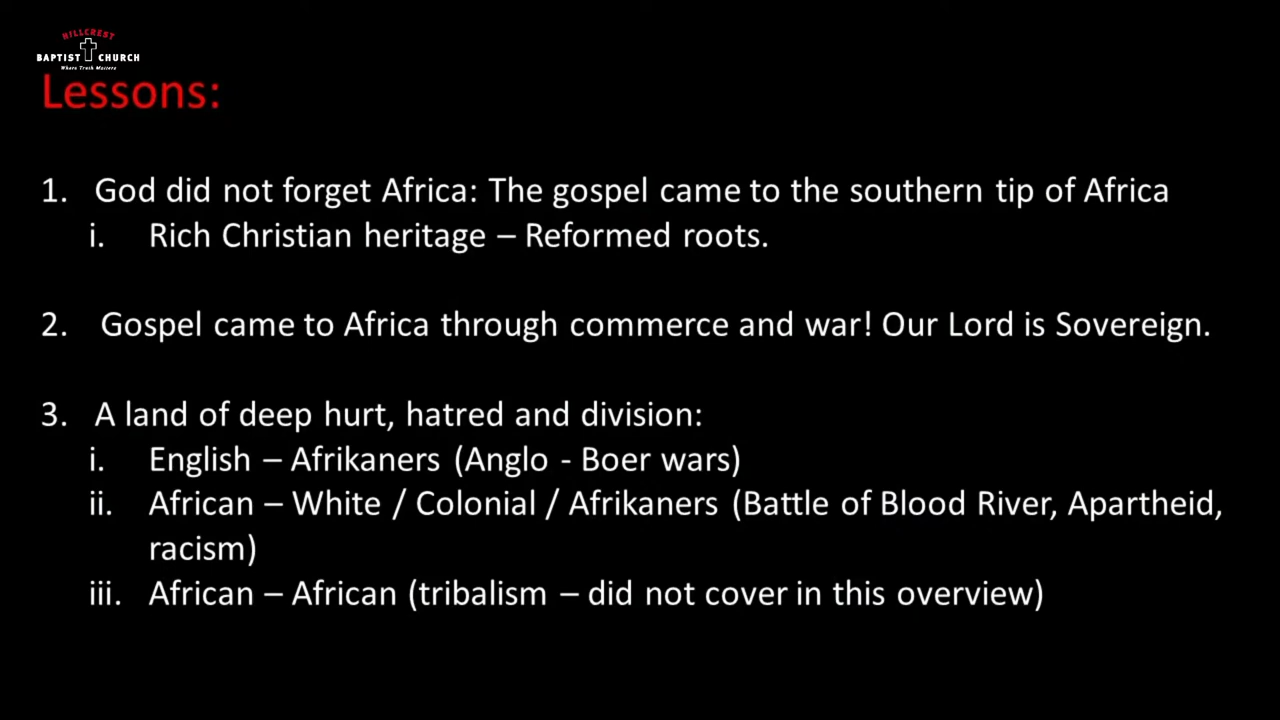 HILLCREST
BAPTIST CHURCH
Where Truth Matters
Lessons:
1. God did not forget Africa: The gospel came to the southern tip of Africa
i. Rich Christian heritage – Reformed roots.
2. Gospel came to Africa through commerce and war! Our Lord is Sovereign.
3. A land of deep hurt, hatred and division:
i. English – Afrikaners (Anglo - Boer wars)
ii. African – White / Colonial / Afrikaners (Battle of Blood River, Apartheid,
racism)
iii. African – African (tribalism – did not cover in this overview)